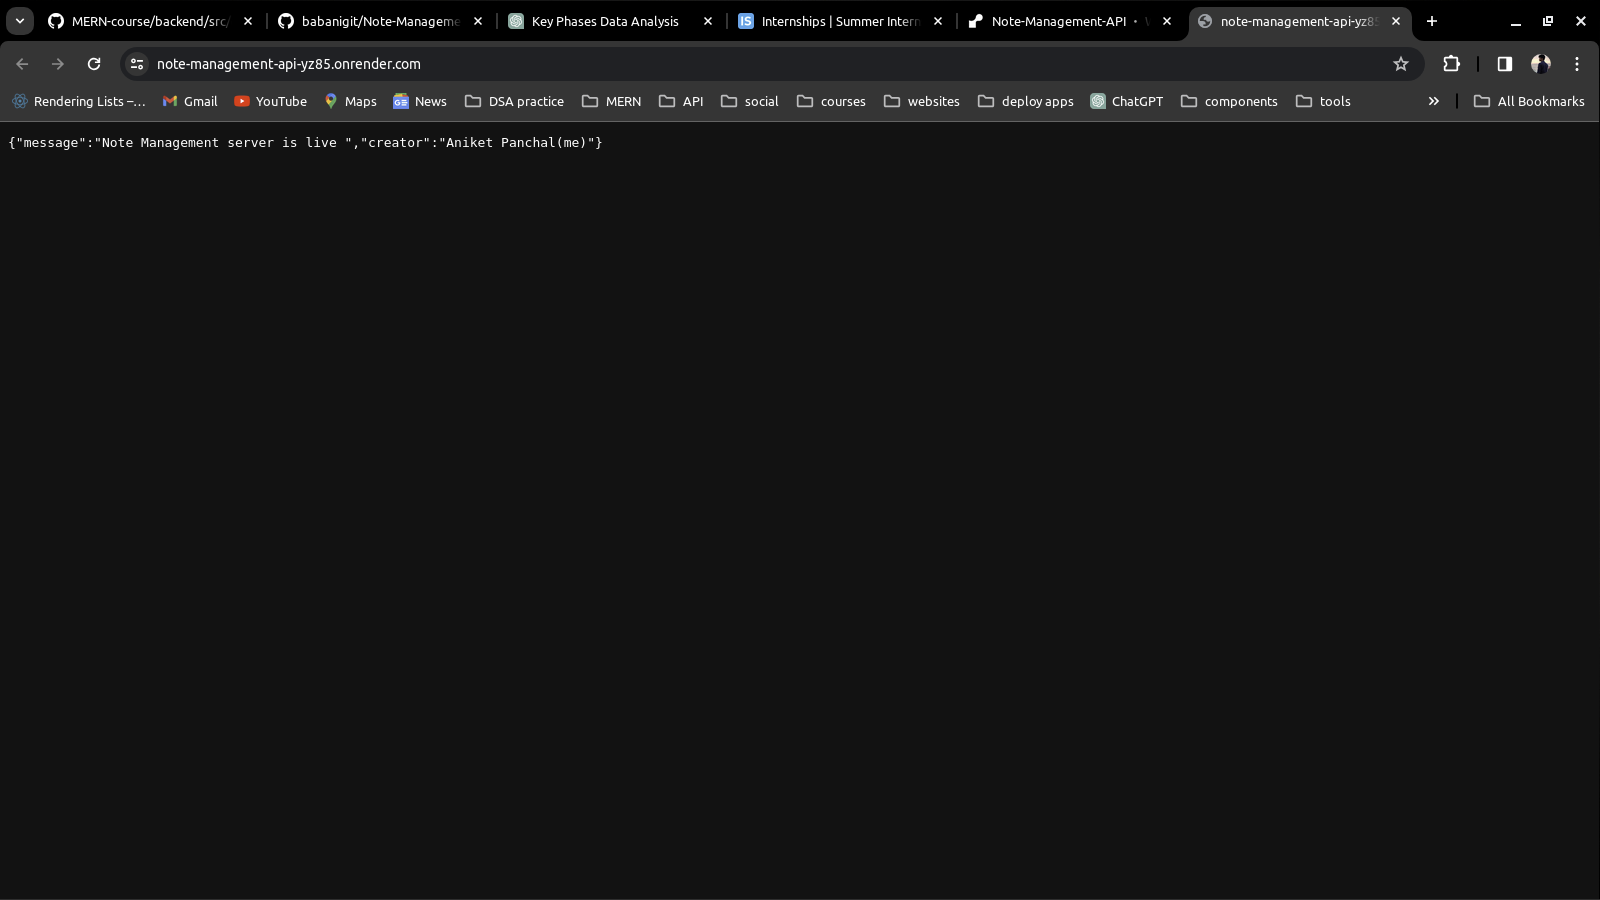 MERN-course/backend/src/
babanigit/Note-Manageme
Key Phases Data Analysis
Internships | Summer Intern
Note-Management-API •
note-management-api-yz85
note-management-api-yz85.onrender.com
Rendering Lists –…
Gmail
YouTube
Maps
News
DSA practice
MERN
API
social
courses
websites
deploy apps
ChatGPT
components
tools
All Bookmarks
{"message":"Note Management server is live ","creator":"Aniket Panchal(me)"}